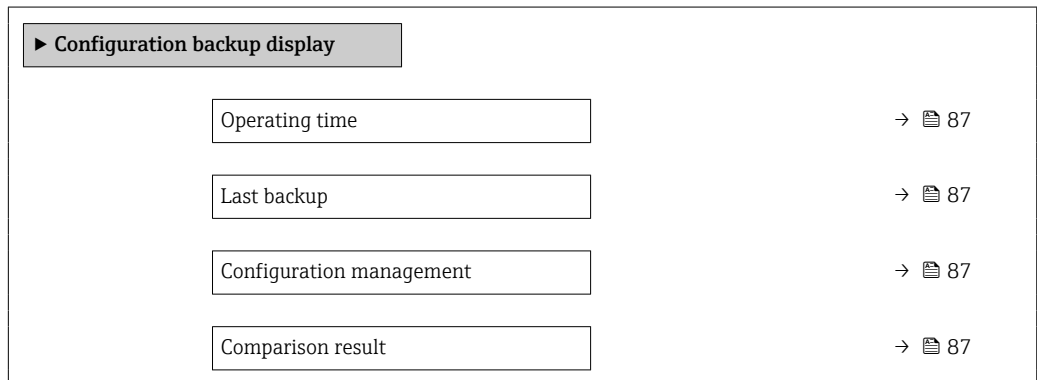 ▶ Configuration backup display
Operating time → 87
Last backup → 87
Configuration management → 87
Comparison result → 87